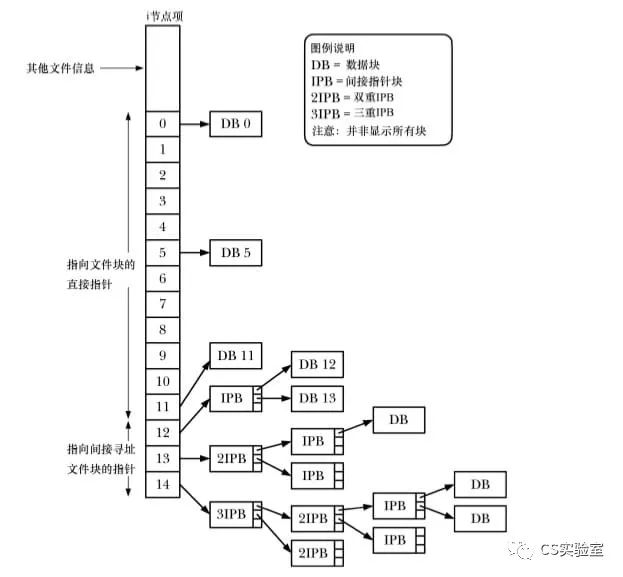 i节点项
其他文件信息
图例说明
DB = 数据块
IPB = 间接指针块
2IPB = 双重IPB
3IPB = 三重IPB
注意：并非显示所有块
0
DB 0
1
2
3
4
5
DB 5
指向文件块的
直接指针
6
7
8
9
DB 11
10
DB 12
11
IPB
DB 13
12
DB
指向间接寻址
文件块的指针
13
2IPB
IPB
IPB
14
DB
3IPB
2IPB
IPB
DB
2IPB
IPB
CS实验室